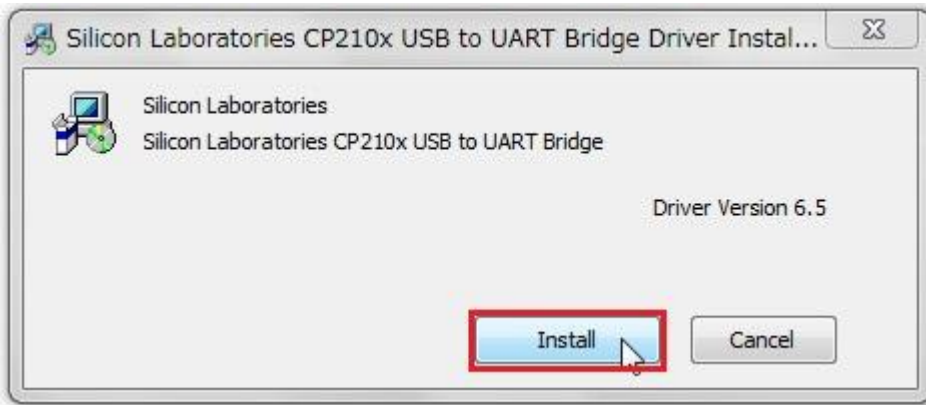 Silicon Laboratories CP210x USB to UART Bridge Driver Instal...
Silicon Laboratories
Silicon Laboratories CP210x USB to UART Bridge
Driver Version 6.5
Install
Cancel